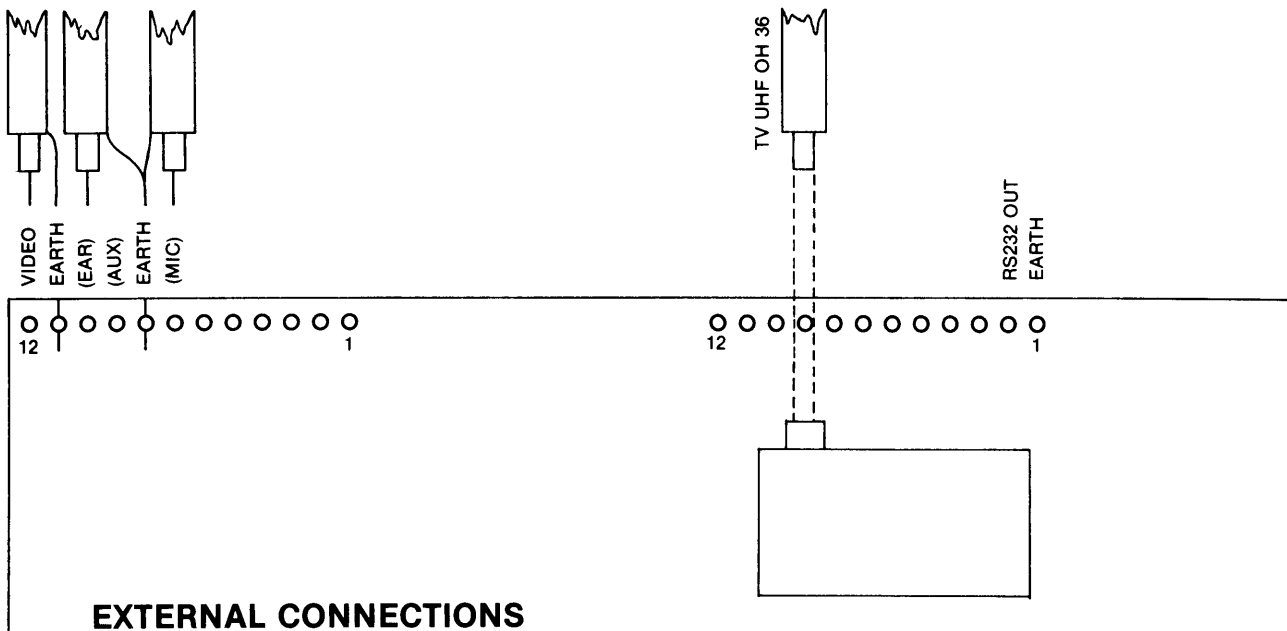 VIDEO
EARTH
(EAR)
(AUX)
EARTH
(MIC)
TV UHF OH 36
RS232 OUT
EARTH
12
1
12
1
EXTERNAL CONNECTIONS